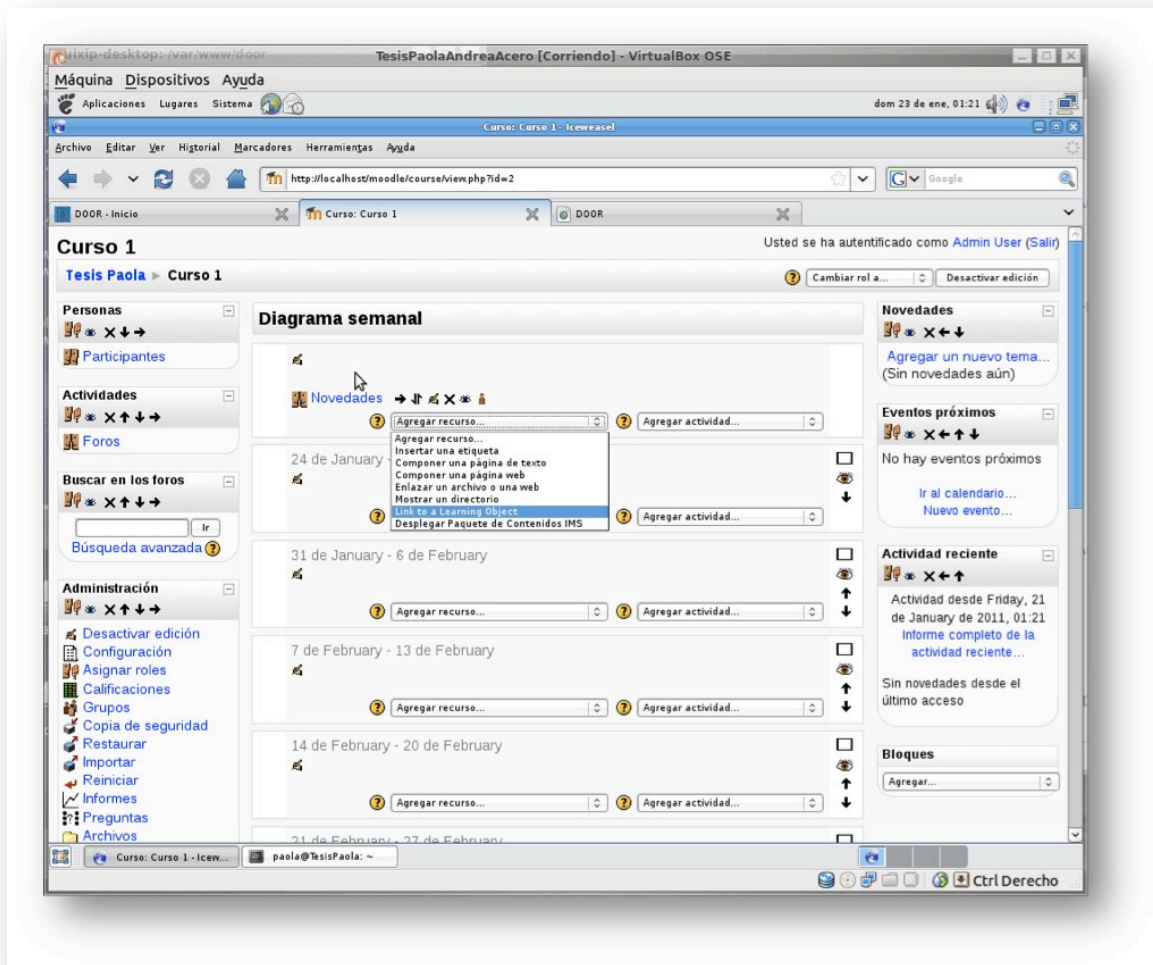 uixip-desktop: /var/www/door
TesisPaolaAndreaAcero [Corriendo] - VirtualBox OSE
Máquina Dispositivos Ayuda
Aplicaciones Lugares Sistema
dom 23 de ene, 01:21
Curso: Curso 1 - Iceweasel
Archivo Editar Ver Historial Marcadores Herramientas Ayuda
http://localhost/moodle/course/view.php?id=2
Google
DOOR - Inicio
Curso: Curso 1
DOOR
Curso 1
Usted se ha autentificado como Admin User (Salir)
Tesis Paola ► Curso 1
Cambiar rol a...
Desactivar edición
Personas
Participantes
Actividades
Foros
Buscar en los foros
Ir
Búsqueda avanzada
Administración
Desactivar edición
Configuración
Asignar roles
Calificaciones
Grupos
Copia de seguridad
Restaurar
Importar
Reiniciar
Informes
Preguntas
Archivos
Diagrama semanal
Novedades
Agregar recurso...
Agregar actividad...
Agregar recurso...
Insertar una etiqueta
Componer una página de texto
Componer una página web
Enlazar un archivo o una web
Mostrar un directorio
Link to a Learning Object
Desplegar Paquete de Contenidos IMS
24 de January -
Agregar actividad...
31 de January - 6 de February
Agregar recurso...
Agregar actividad...
7 de February - 13 de February
Agregar recurso...
Agregar actividad...
14 de February - 20 de February
Agregar recurso...
Agregar actividad...
21 de February - 27 de February
Novedades
Agregar un nuevo tema...
(Sin novedades aún)
Eventos próximos
No hay eventos próximos
Ir al calendario...
Nuevo evento...
Actividad reciente
Actividad desde Friday, 21
de January de 2011, 01:21
Informe completo de la
actividad reciente...
Sin novedades desde el
último acceso
Bloques
Agregar...
Curso: Curso 1 - Icew...
paola@TesisPaola: ~
Ctrl Derecho